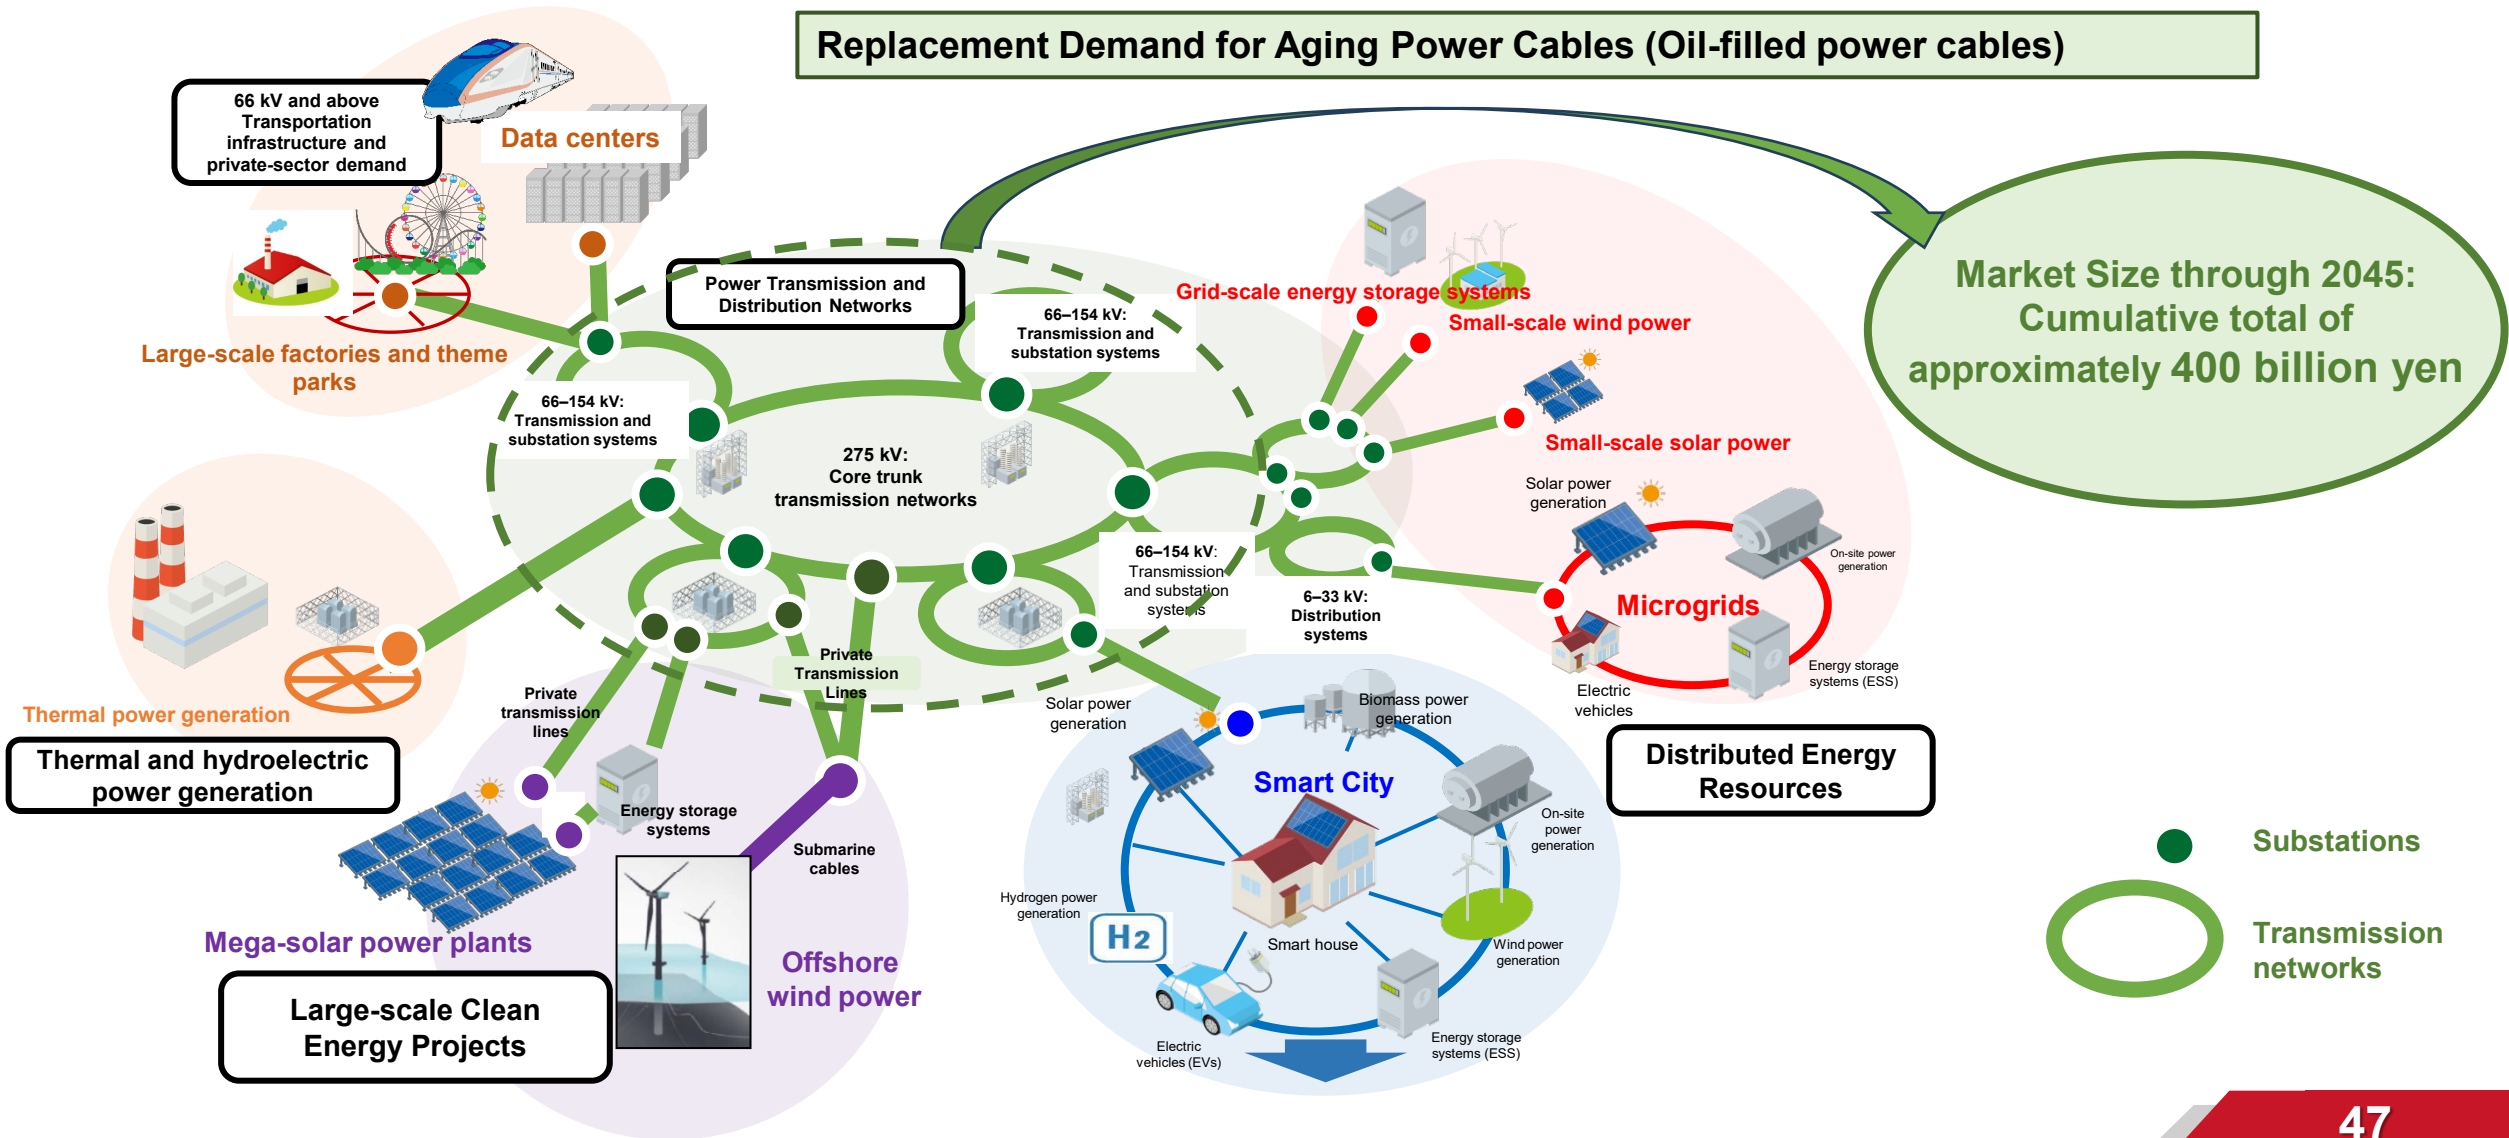 Replacement Demand for Aging Power Cables (Oil-filled power cables)
66 kV and above
Transportation
infrastructure and
private-sector demand
Data centers
Large-scale factories and theme
parks
Power Transmission and
Distribution Networks
66–154 kV:
Transmission and
substation systems
66–154 kV:
Transmission and
substation systems
275 kV:
Core trunk
transmission networks
66–154 kV:
Transmission
and substation
systems
6–33 kV:
Distribution
systems
Grid-scale energy storage systems
Small-scale wind power
Small-scale solar power
Solar power
generation
On-site power
generation
Microgrids
Electric
vehicles
Energy storage
systems (ESS)
Distributed Energy
Resources
Market Size through 2045:
Cumulative total of
approximately 400 billion yen
Thermal power generation
Thermal and hydroelectric
power generation
Private
transmission
lines
Private
Transmission
Lines
Energy storage
systems
Submarine
cables
Mega-solar power plants
Offshore
wind power
Large-scale Clean
Energy Projects
Solar power
generation
Biomass power
generation
Smart City
On-site
power
generation
Hydrogen power
generation
H2
Smart house
Wind power
generation
Electric
vehicles (EVs)
Energy storage
systems (ESS)
Substations
Transmission
networks
47